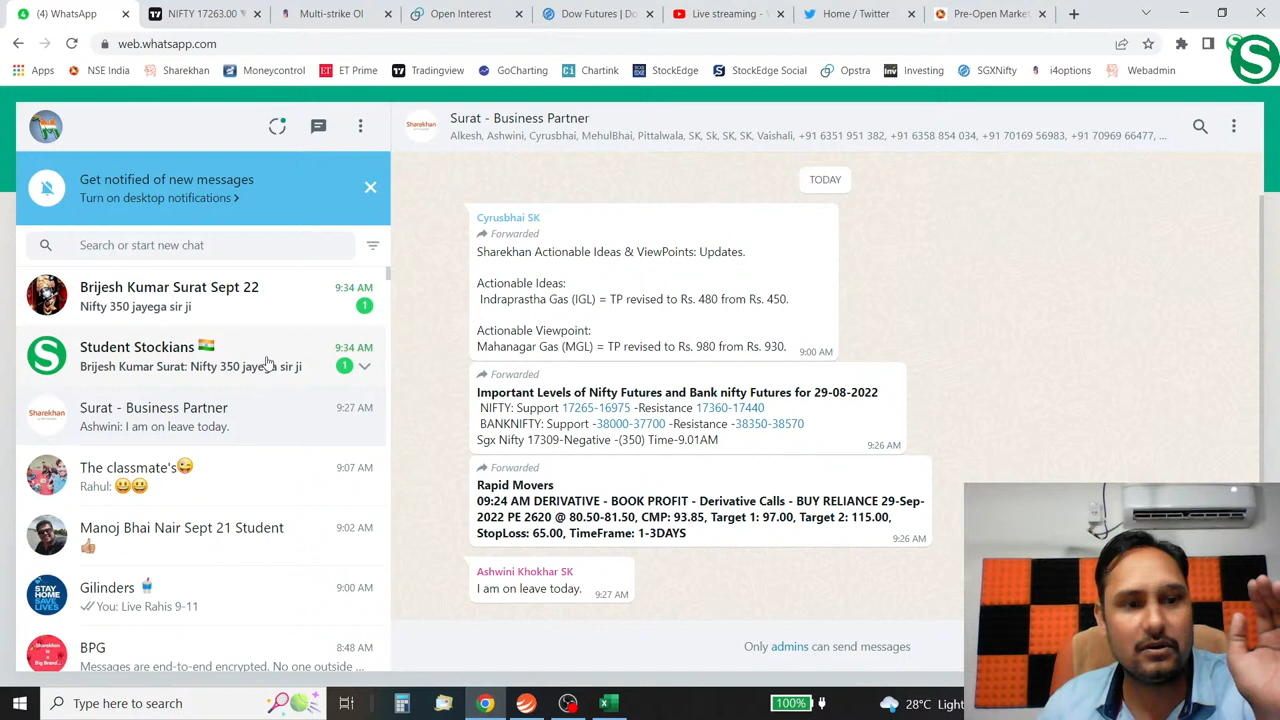 (4) WhatsApp
NIFTY 17263.00
Multi-strike OI
Open Interest
Dow Futures | Do
Live streaming -
Home / Twitter
Pre-Open Market
web.whatsapp.com
Apps
NSE India
Sharekhan
Moneycontrol
ET Prime
Tradingview
GoCharting
Chartink
StockEdge
StockEdge Social
Opstra
Investing
SGXNifty
i4options
Webadmin
Get notified of new messages
Turn on desktop notifications >
Search or start new chat
Brijesh Kumar Surat Sept 22
9:34 AM
Nifty 350 jayega sir ji
1
Student Stockians
9:34 AM
Brijesh Kumar Surat: Nifty 350 jayega sir ji
1
Sharekhan
Surat - Business Partner
9:27 AM
Ashwini: I am on leave today.
The classmate's
9:07 AM
Rahul:
Manoj Bhai Nair Sept 21 Student
9:02 AM
STAY HOME SAVE LIVES
Gilinders
9:00 AM
You: Live Rahis 9-11
BPG
8:48 AM
Messages are end-to-end encrypted. No one outside ...
Sharekhan
Surat - Business Partner
Alkesh, Ashwini, Cyrusbhai, MehulBhai, Pittalwala, SK, Sk, SK, SK, Vaishali, +91 6351 951 382, +91 6358 854 034, +91 70169 56983, +91 70969 66477, ...
TODAY
Cyrusbhai SK
Forwarded
Sharekhan Actionable Ideas & ViewPoints: Updates.
Actionable Ideas:
Indraprastha Gas (IGL) = TP revised to Rs. 480 from Rs. 450.
Actionable Viewpoint:
Mahanagar Gas (MGL) = TP revised to Rs. 980 from Rs. 930.
9:00 AM
Forwarded
Important Levels of Nifty Futures and Bank nifty Futures for 29-08-2022
NIFTY: Support 17265-16975 -Resistance 17360-17440
BANKNIFTY: Support -38000-37700 -Resistance -38350-38570
Sgx Nifty 17309-Negative -(350) Time-9.01AM
9:26 AM
Forwarded
Rapid Movers
09:24 AM DERIVATIVE - BOOK PROFIT - Derivative Calls - BUY RELIANCE 29-Sep-
2022 PE 2620 @ 80.50-81.50, CMP: 93.85, Target 1: 97.00, Target 2: 115.00,
StopLoss: 65.00, TimeFrame: 1-3DAYS
9:26 AM
Ashwini Khokhar SK
I am on leave today.
9:27 AM
Only admins can send messages
Type here to search
100%
28°C Light